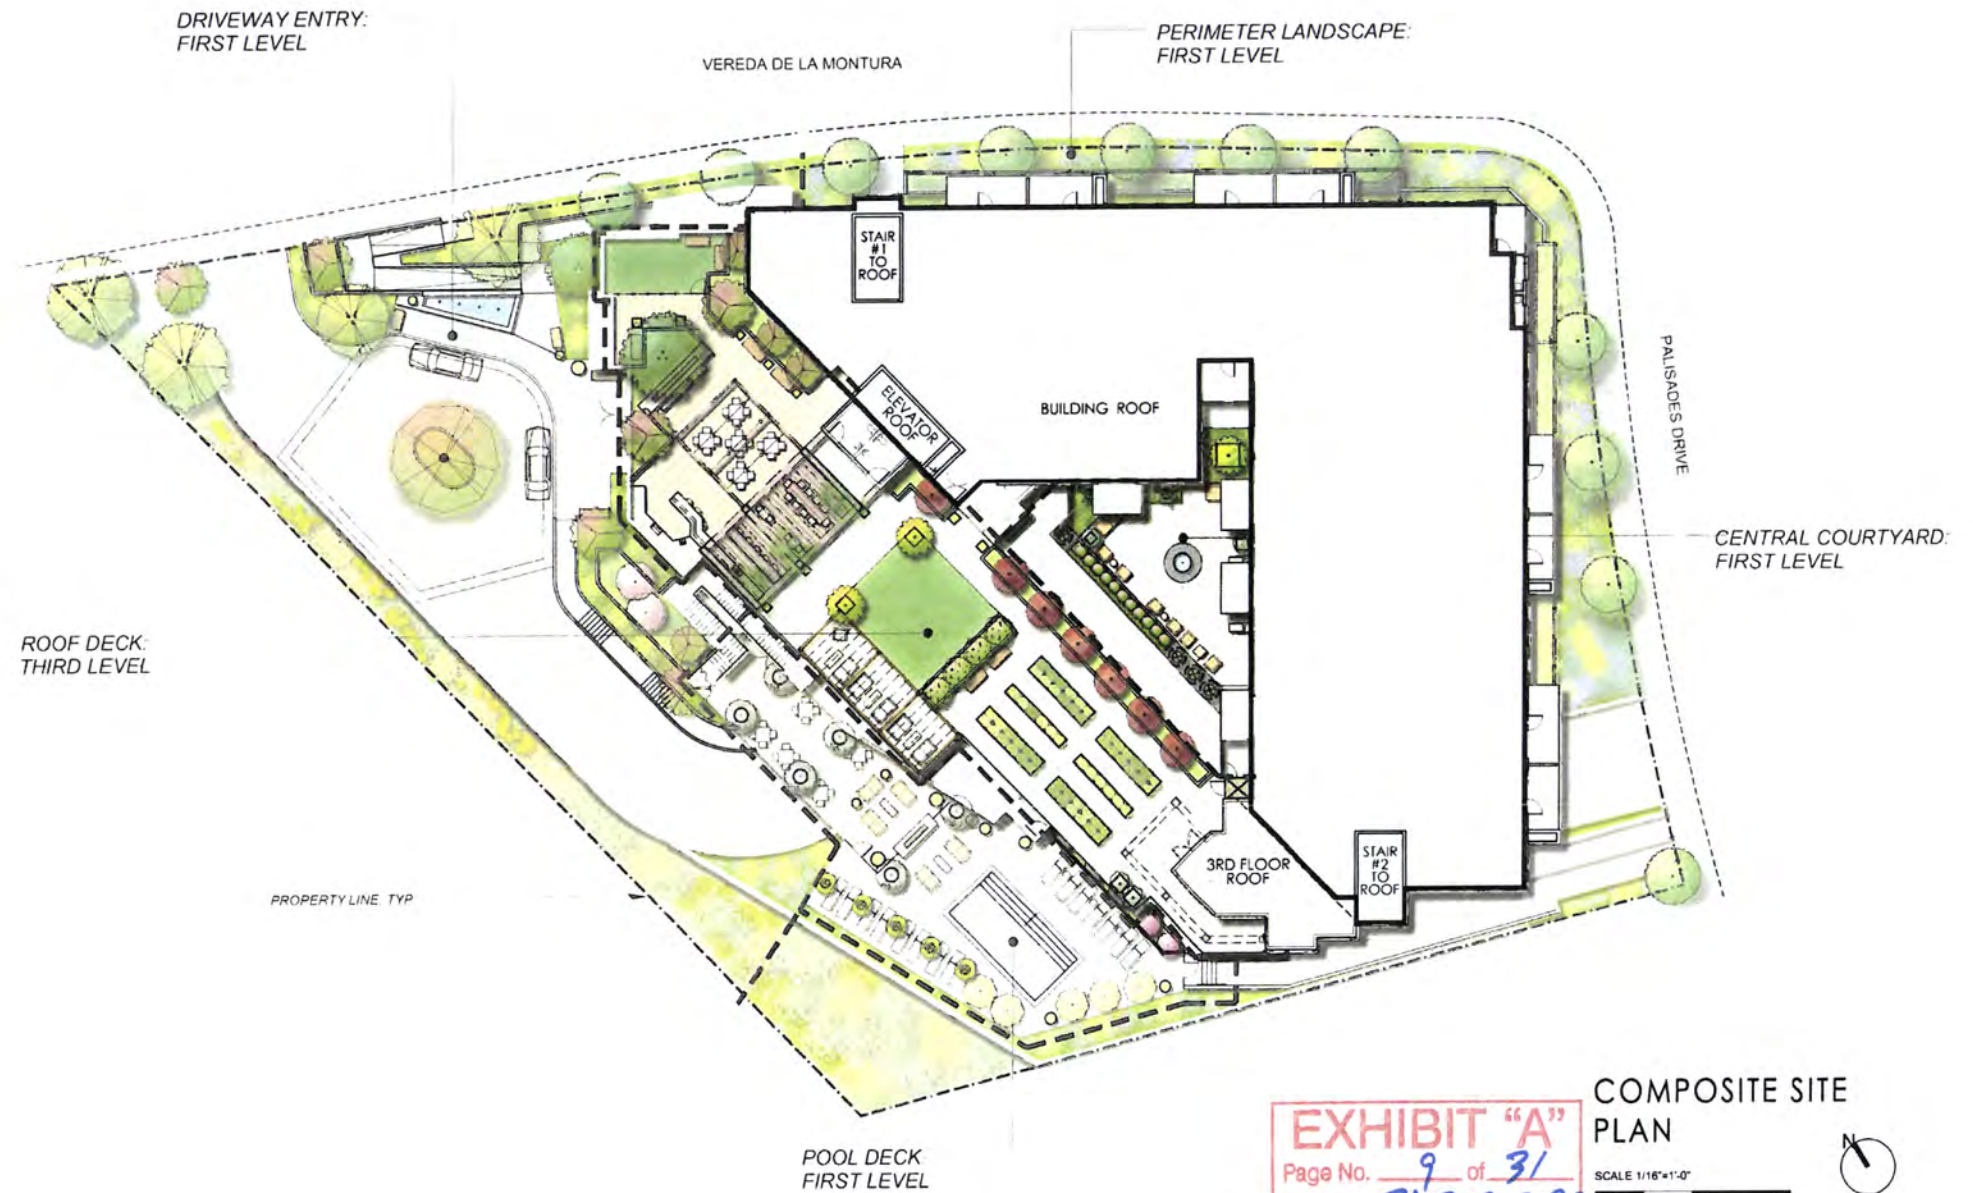 DRIVEWAY ENTRY:
FIRST LEVEL
VEREDA DE LA MONTURA
PERIMETER LANDSCAPE:
FIRST LEVEL
STAIR
#1
TO
ROOF
ELEVATOR
ROOF
BUILDING ROOF
PALISADES DRIVE
CENTRAL COURTYARD:
FIRST LEVEL
ROOF DECK:
THIRD LEVEL
3RD FLOOR
ROOF
STAIR
#2
TO
ROOF
PROPERTY LINE, TYP
POOL DECK
FIRST LEVEL
EXHIBIT “A”
Page No. 9 of 31
COMPOSITE SITE
PLAN
N
SCALE 1/16"=1'-0"